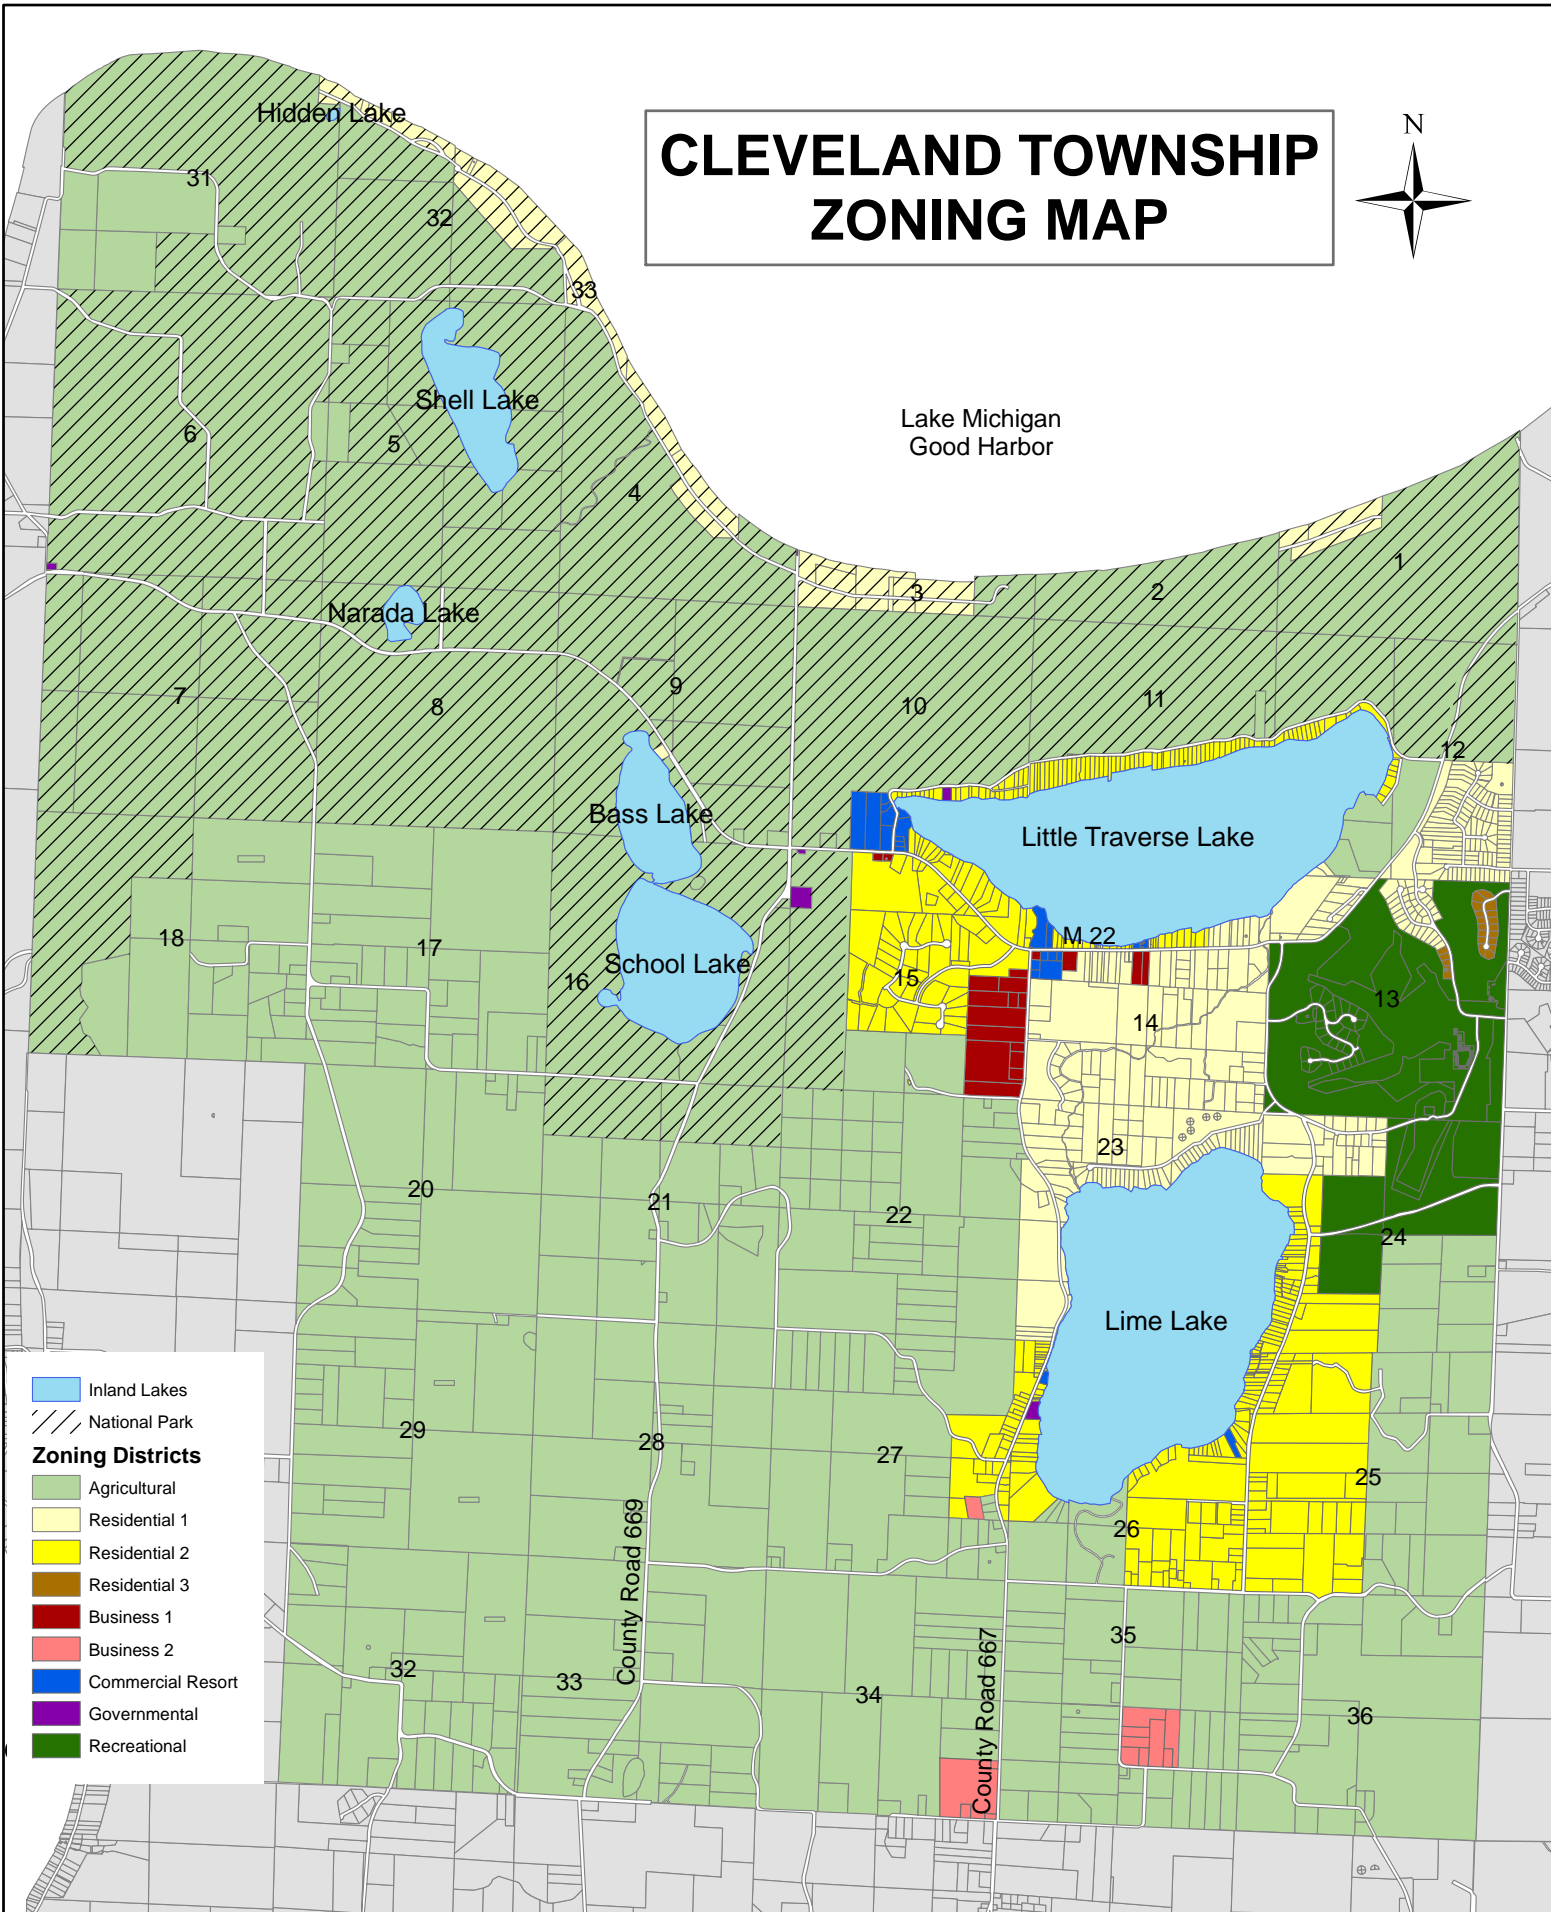 CLEVELAND TOWNSHIP
ZONING MAP
N
Hidden Lake
31
32
33
Shell Lake
Lake Michigan
Good Harbor
6
5
4
1
2
3
Narada Lake
7
8
9
10
11
12
Bass Lake
Little Traverse Lake
18
17
16
School Lake
M 22
15
14
13
23
20
21
22
24
Lime Lake
29
28
27
25
26
County Road 669
32
33
34
35
36
County Road 667
Inland Lakes
National Park
Zoning Districts
Agricultural
Residential 1
Residential 2
Residential 3
Business 1
Business 2
Commercial Resort
Governmental
Recreational